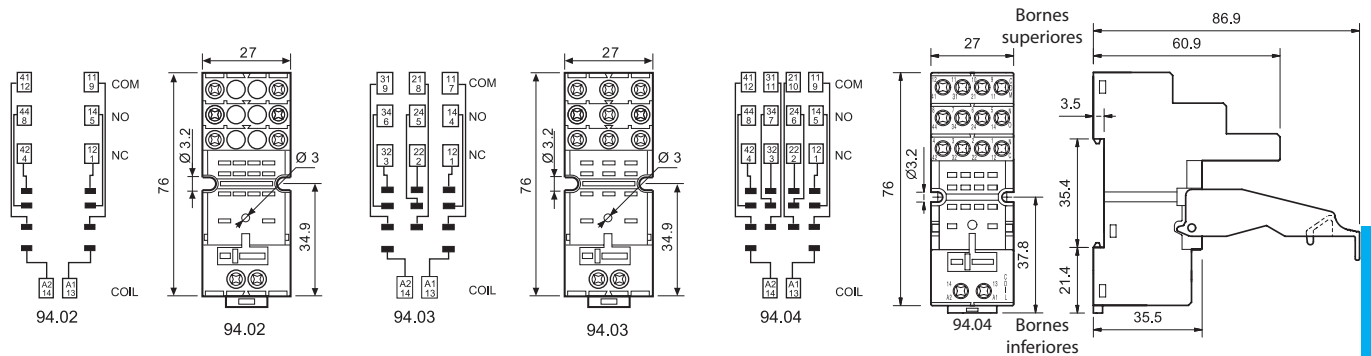 41
12
11
9
COM
44
8
14
5
NO
42
4
12
1
NC
A2
14
A1
13
COIL
94.02
27
76
Ø 3.2
Ø 3
34.9
94.02
31
9
21
8
11
7
COM
34
6
24
5
14
4
NO
32
3
22
2
12
1
NC
A2
14
A1
13
COIL
94.03
27
76
Ø 3.2
Ø 3
34.9
94.03
41
12
31
11
21
10
11
9
COM
44
8
34
7
24
6
14
5
NO
42
4
32
3
22
2
12
1
NC
A2
14
A1
13
COIL
94.04
27
76
Ø3.2
37.8
14
13
A2
A1
COIL
94.04
Bornes
superiores
Bornes
inferiores
86.9
60.9
3.5
35.4
21.4
35.5